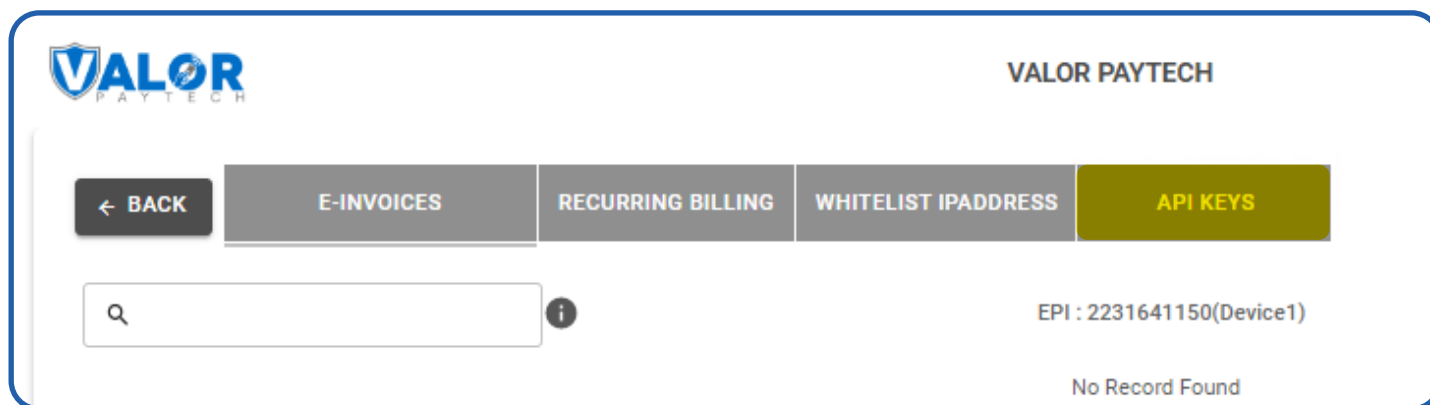 VALOR
PAYTECH
VALOR PAYTECH
← BACK
E-INVOICES
RECURRING BILLING
WHITELIST IPADDRESS
API KEYS
EPI : 2231641150(Device1)
No Record Found